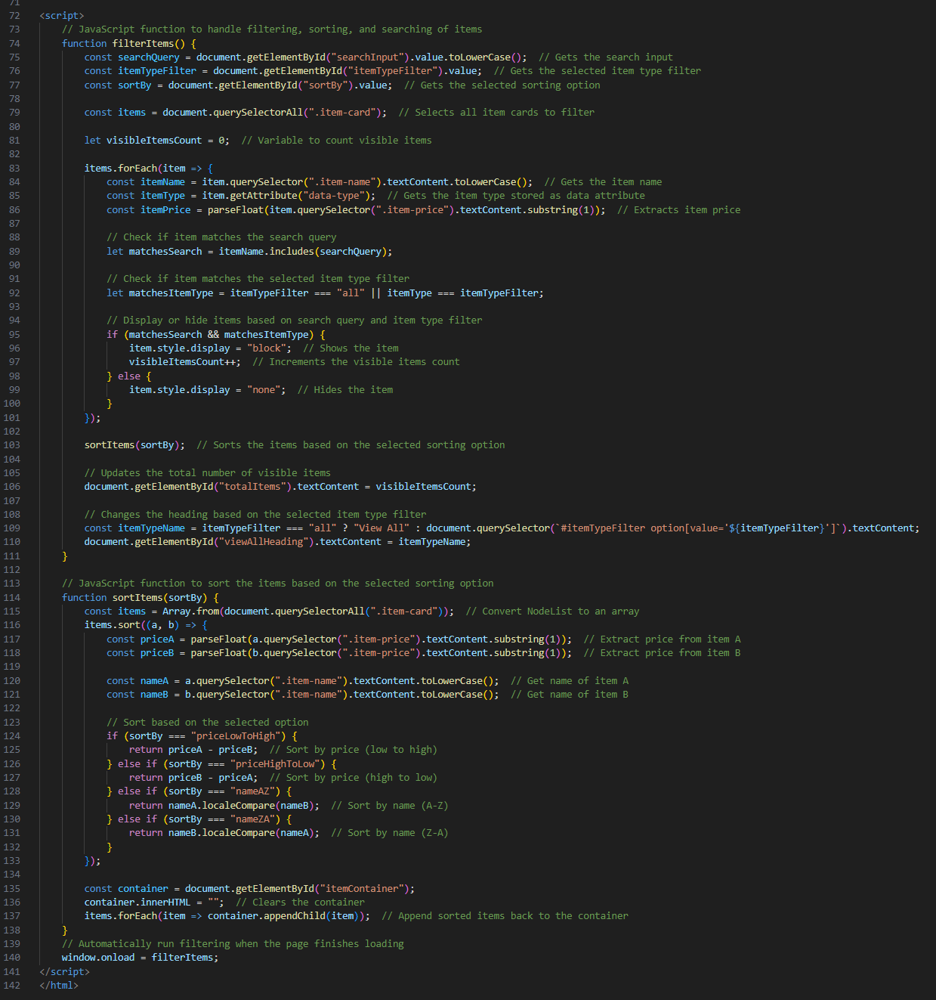 71
72 <script>
73 // JavaScript function to handle filtering, sorting, and searching of items
74 function filterItems() {
75 const searchQuery = document.getElementById("searchInput").value.toLowerCase();  // Gets the search input
76 const itemTypeFilter = document.getElementById("itemTypeFilter").value;  // Gets the selected item type filter
77 const sortBy = document.getElementById("sortBy").value;  // Gets the selected sorting option
78
79 const items = document.querySelectorAll(".item-card");  // Selects all item cards to filter
80
81 let visibleItemsCount = 0;  // Variable to count visible items
82
83 items.forEach(item => {
84 const itemName = item.querySelector(".item-name").textContent.toLowerCase();  // Gets the item name
85 const itemType = item.getAttribute("data-type");  // Gets the item type stored as data attribute
86 const itemPrice = parseFloat(item.querySelector(".item-price").textContent.substring(1));  // Extracts item price
87
88 // Check if item matches the search query
89 let matchesSearch = itemName.includes(searchQuery);
90
91 // Check if item matches the selected item type filter
92 let matchesItemType = itemTypeFilter === "all" || itemType === itemTypeFilter;
93
94 // Display or hide items based on search query and item type filter
95 if (matchesSearch && matchesItemType) {
96 item.style.display = "block";  // Shows the item
97 visibleItemsCount++;  // Increments the visible items count
98 } else {
99 item.style.display = "none";  // Hides the item
100 }
101 });
102
103 sortItems(sortBy);  // Sorts the items based on the selected sorting option
104
105 // Updates the total number of visible items
106 document.getElementById("totalItems").textContent = visibleItemsCount;
107
108 // Changes the heading based on the selected item type filter
109 const itemTypeName = itemTypeFilter === "all" ? "View All" : document.querySelector(`#itemTypeFilter option[value='${itemTypeFilter}']`).textContent;
110 document.getElementById("viewAllHeading").textContent = itemTypeName;
111 }
112
113 // JavaScript function to sort the items based on the selected sorting option
114 function sortItems(sortBy) {
115 const items = Array.from(document.querySelectorAll(".item-card"));  // Convert NodeList to an array
116 items.sort((a, b) => {
117 const priceA = parseFloat(a.querySelector(".item-price").textContent.substring(1));  // Extract price from item A
118 const priceB = parseFloat(b.querySelector(".item-price").textContent.substring(1));  // Extract price from item B
119
120 const nameA = a.querySelector(".item-name").textContent.toLowerCase();  // Get name of item A
121 const nameB = b.querySelector(".item-name").textContent.toLowerCase();  // Get name of item B
122
123 // Sort based on the selected option
124 if (sortBy === "priceLowToHigh") {
125 return priceA - priceB;  // Sort by price (low to high)
126 } else if (sortBy === "priceHighToLow") {
127 return priceB - priceA;  // Sort by price (high to low)
128 } else if (sortBy === "nameAZ") {
129 return nameA.localeCompare(nameB);  // Sort by name (A-Z)
130 } else if (sortBy === "nameZA") {
131 return nameB.localeCompare(nameA);  // Sort by name (Z-A)
132 }
133 });
134
135 const container = document.getElementById("itemContainer");
136 container.innerHTML = "";  // Clears the container
137 items.forEach(item => container.appendChild(item));  // Append sorted items back to the container
138 }
139 // Automatically run filtering when the page finishes loading
140 window.onload = filterItems;
141 </script>
142 </html>